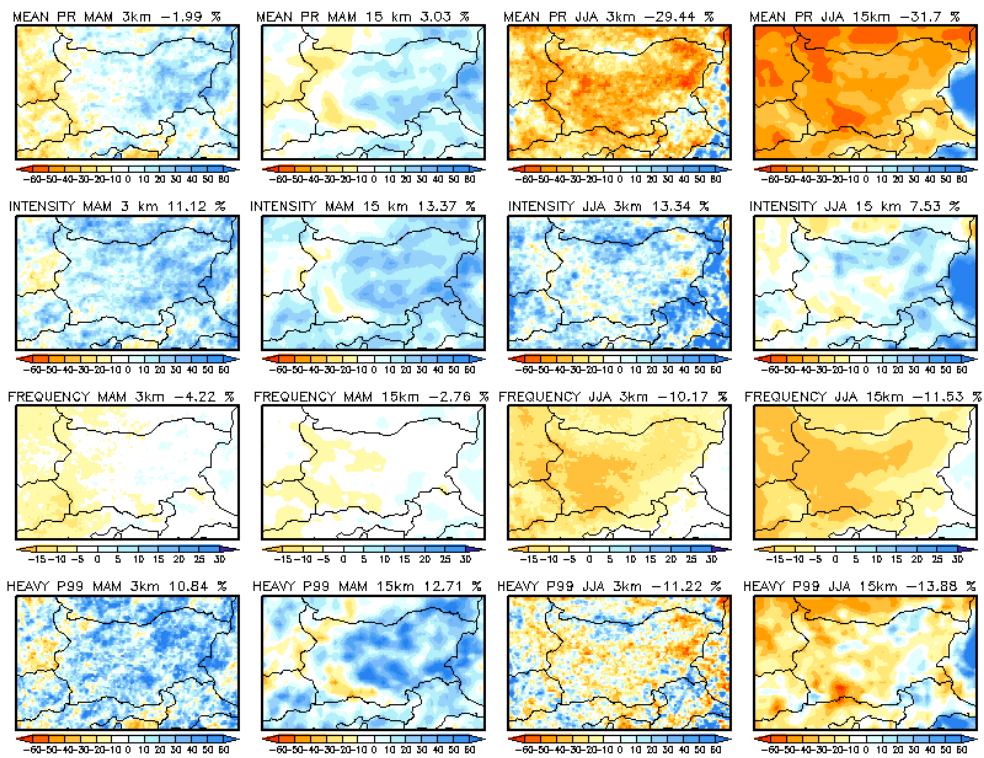 MEAN PR MAM 3km −1.99 %
MEAN PR MAM 15 km 3.03 %
MEAN PR JJA 3km −29.44 %
MEAN PR JJA 15km −31.7 %
−60−50−40−30−20−10 0 10 20 30 40 50 60
−60−50−40−30−20−10 0 10 20 30 40 50 60
−60−50−40−30−20−10 0 10 20 30 40 50 60
−60−50−40−30−20−10 0 10 20 30 40 50 60
INTENSITY MAM 3 km 11.12 %
INTENSITY MAM 15 km 13.37 %
INTENSITY JJA 3km 13.34 %
INTENSITY JJA 15 km 7.53 %
−60−50−40−30−20−10 0 10 20 30 40 50 60
−60−50−40−30−20−10 0 10 20 30 40 50 60
−60−50−40−30−20−10 0 10 20 30 40 50 60
−60−50−40−30−20−10 0 10 20 30 40 50 60
FREQUENCY MAM 3km −4.22 %
FREQUENCY MAM 15km −2.76 %
FREQUENCY JJA 3km −10.17 %
FREQUENCY JJA 15km −11.53 %
−15 −10 −5 0 5 10 15 20 25 30
−15 −10 −5 0 5 10 15 20 25 30
−15 −10 −5 0 5 10 15 20 25 30
−15 −10 −5 0 5 10 15 20 25 30
HEAVY P99 MAM 3km 10.84 %
HEAVY P99 MAM 15km 12.71 %
HEAVY P99 JJA 3km −11.22 %
HEAVY P99 JJA 15km −13.88 %
−60−50−40−30−20−10 0 10 20 30 40 50 60
−60−50−40−30−20−10 0 10 20 30 40 50 60
−60−50−40−30−20−10 0 10 20 30 40 50 60
−60−50−40−30−20−10 0 10 20 30 40 50 60